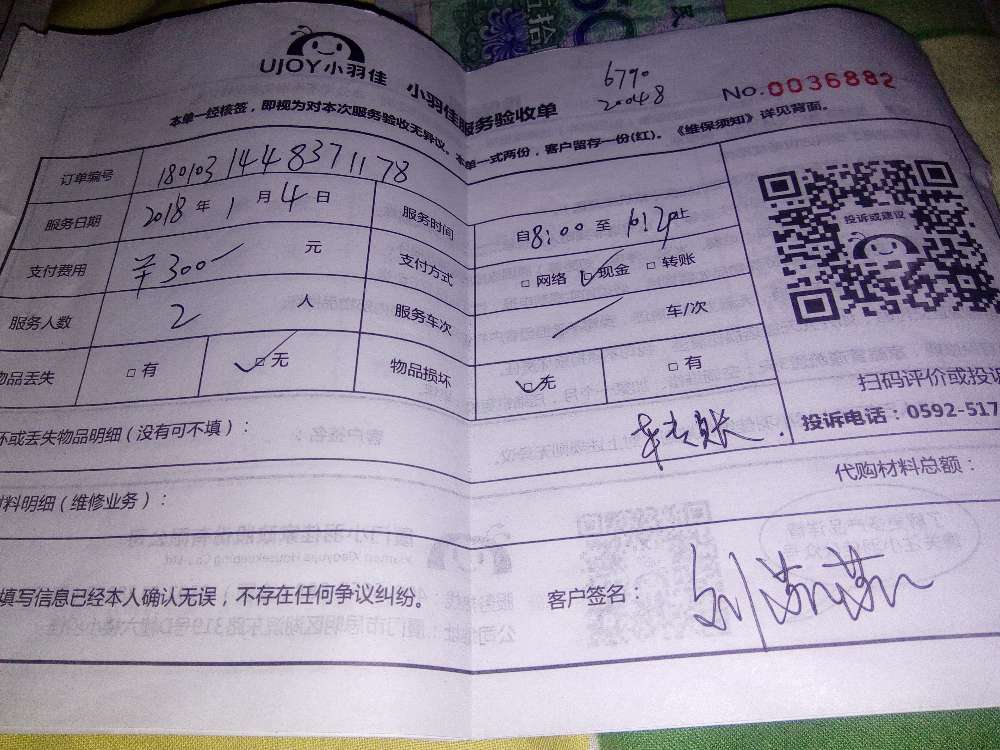 UJOY小羽佳 小羽佳服务验收单
6790
20048
No.0036882
本单一经核签，即视为对本次服务验收无异议。本单一式两份，客户留存一份(红)。《维保须知》详见背面。
订单编号 1801031448371178
服务日期 2018 年 1 月 4 日 服务时间 自8:00 至 止
支付费用 ¥300 元 支付方式 □ 网络 □ 现金 □ 转账
服务人数 2 人 服务车次 车/次
物品丢失 □ 有 □ 无 物品损坏 □ 无 □ 有
投诉或建议
扫码评价或投诉
投诉电话：0592-517
坏或丢失物品明细（没有可不填）：
代购材料总额：
材料明细（维修业务）：
填写信息已经本人确认无误，不存在任何争议纠纷。 客户签名：